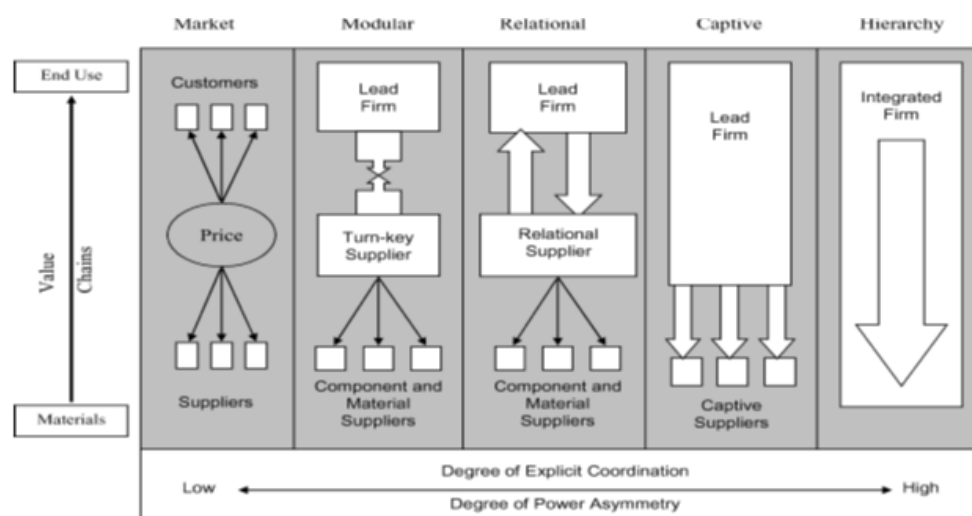 Market
Modular
Relational
Captive
Hierarchy
End Use
Value
Chains
Materials
Customers
Price
Suppliers
Lead
Firm
Turn-key
Supplier
Component and
Material
Suppliers
Lead
Firm
Relational
Supplier
Component and
Material
Suppliers
Lead
Firm
Captive
Suppliers
Integrated
Firm
Degree of Explicit Coordination
Low
High
Degree of Power Asymmetry